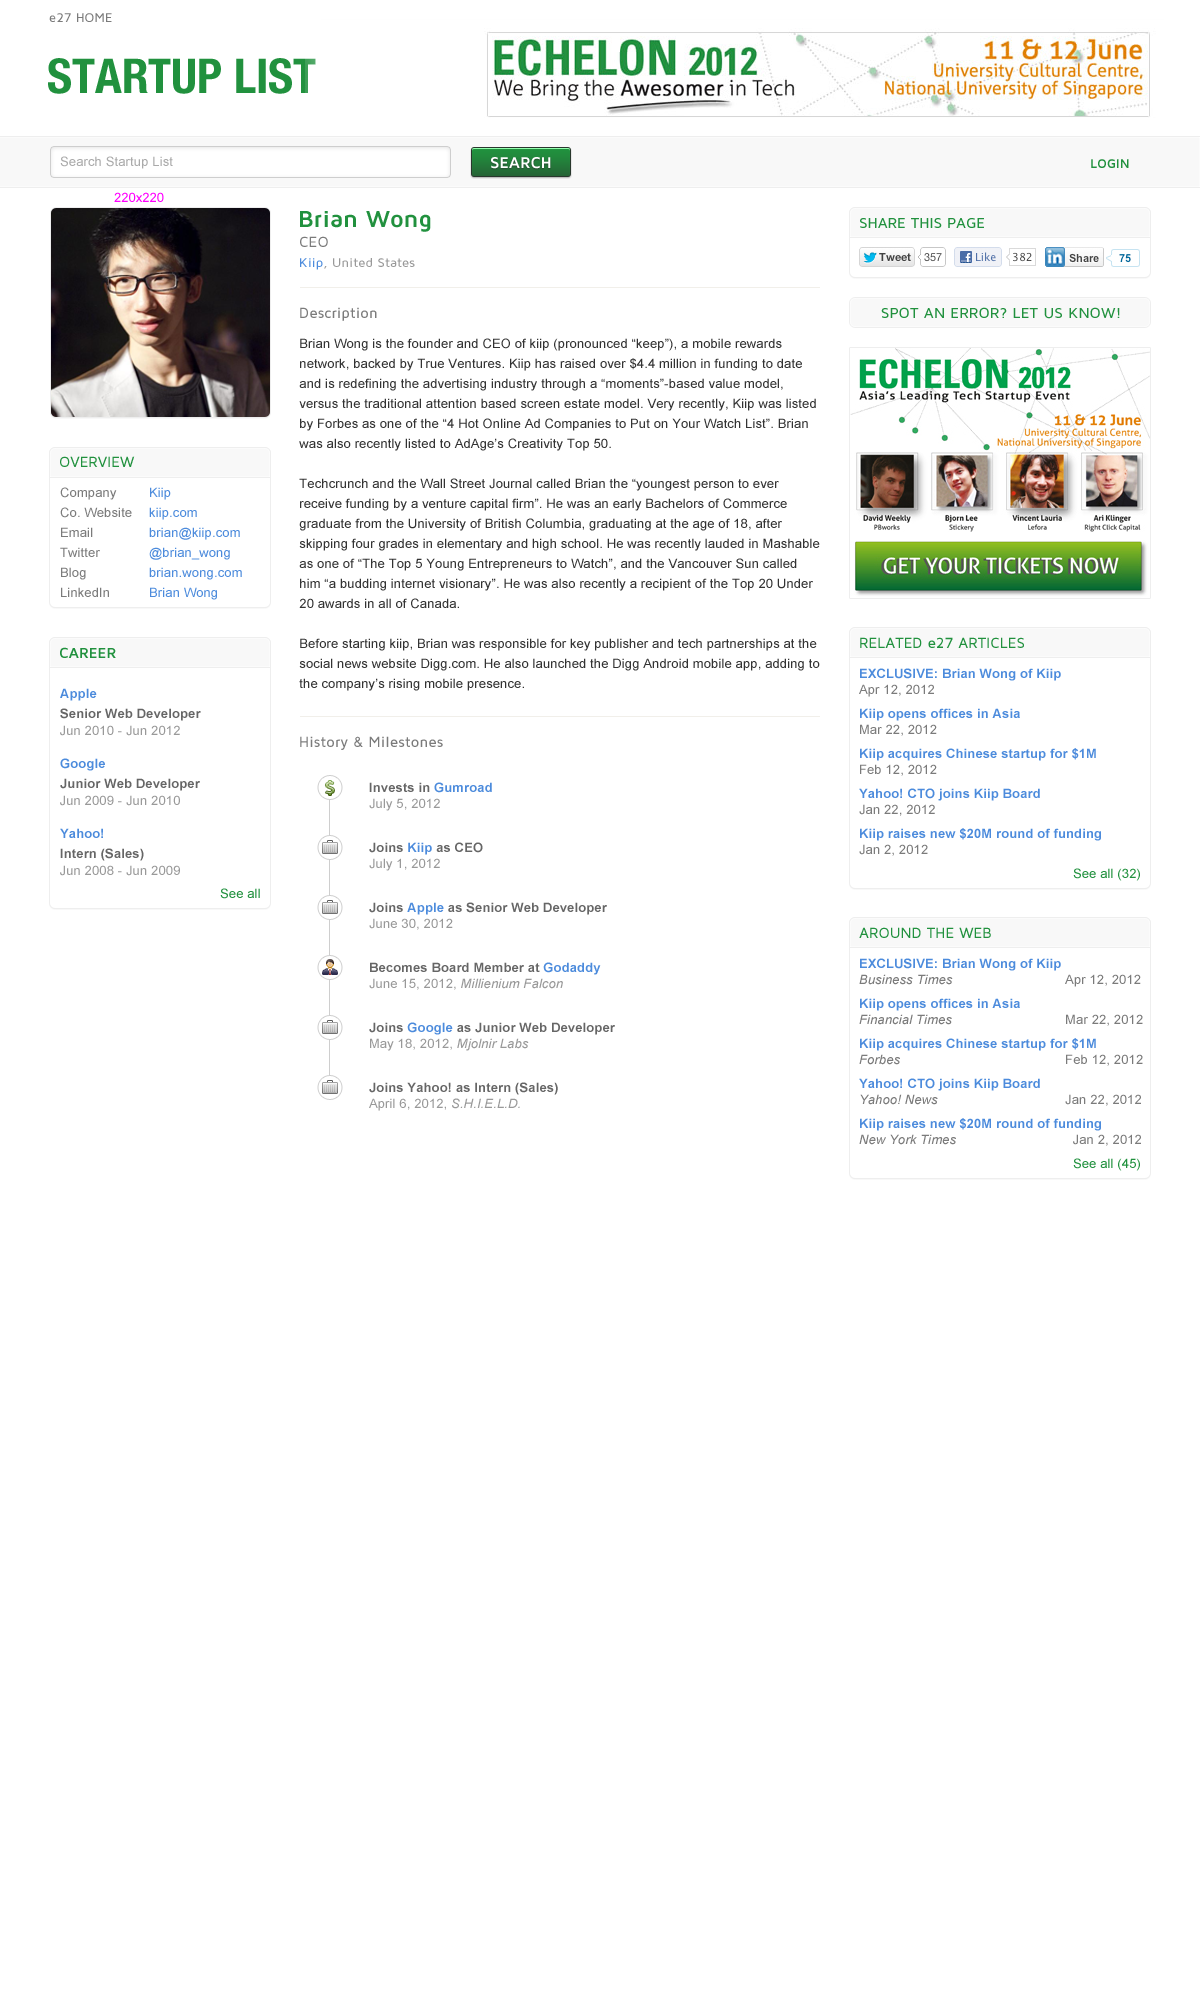 e27 HOME
STARTUP LIST
ECHELON 2012
We Bring the Awesomer in Tech
11 & 12 June
University Cultural Centre,
National University of Singapore
Search Startup List
SEARCH
LOGIN
220x220
OVERVIEW
Company Kiip
Co. Website kiip.com
Email brian@kiip.com
Twitter @brian_wong
Blog brian.wong.com
LinkedIn Brian Wong
CAREER
Apple
Senior Web Developer
Jun 2010 - Jun 2012
Google
Junior Web Developer
Jun 2009 - Jun 2010
Yahoo!
Intern (Sales)
Jun 2008 - Jun 2009
See all
Brian Wong
CEO
Kiip, United States
Description
Brian Wong is the founder and CEO of kiip (pronounced “keep”), a mobile rewards
network, backed by True Ventures. Kiip has raised over $4.4 million in funding to date
and is redefining the advertising industry through a “moments”-based value model,
versus the traditional attention based screen estate model. Very recently, Kiip was listed
by Forbes as one of the “4 Hot Online Ad Companies to Put on Your Watch List”. Brian
was also recently listed to AdAge’s Creativity Top 50.
Techcrunch and the Wall Street Journal called Brian the “youngest person to ever
receive funding by a venture capital firm”. He was an early Bachelors of Commerce
graduate from the University of British Columbia, graduating at the age of 18, after
skipping four grades in elementary and high school. He was recently lauded in Mashable
as one of “The Top 5 Young Entrepreneurs to Watch”, and the Vancouver Sun called
him “a budding internet visionary”. He was also recently a recipient of the Top 20 Under
20 awards in all of Canada.
Before starting kiip, Brian was responsible for key publisher and tech partnerships at the
social news website Digg.com. He also launched the Digg Android mobile app, adding to
the company’s rising mobile presence.
History & Milestones
Invests in Gumroad
July 5, 2012
Joins Kiip as CEO
July 1, 2012
Joins Apple as Senior Web Developer
June 30, 2012
Becomes Board Member at Godaddy
June 15, 2012, Millienium Falcon
Joins Google as Junior Web Developer
May 18, 2012, Mjolnir Labs
Joins Yahoo! as Intern (Sales)
April 6, 2012, S.H.I.E.L.D.
SHARE THIS PAGE
Tweet 357 Like 382 in Share 75
SPOT AN ERROR? LET US KNOW!
ECHELON 2012
Asia's Leading Tech Startup Event
11 & 12 June
University Cultural Centre,
National University of Singapore
David Weekly Bjorn Lee Vincent Lauria Ari Klinger
PBworks Stickery Lefora Right Click Capital
GET YOUR TICKETS NOW
RELATED e27 ARTICLES
EXCLUSIVE: Brian Wong of Kiip
Apr 12, 2012
Kiip opens offices in Asia
Mar 22, 2012
Kiip acquires Chinese startup for $1M
Feb 12, 2012
Yahoo! CTO joins Kiip Board
Jan 22, 2012
Kiip raises new $20M round of funding
Jan 2, 2012
See all (32)
AROUND THE WEB
EXCLUSIVE: Brian Wong of Kiip
Business Times Apr 12, 2012
Kiip opens offices in Asia
Financial Times Mar 22, 2012
Kiip acquires Chinese startup for $1M
Forbes Feb 12, 2012
Yahoo! CTO joins Kiip Board
Yahoo! News Jan 22, 2012
Kiip raises new $20M round of funding
New York Times Jan 2, 2012
See all (45)